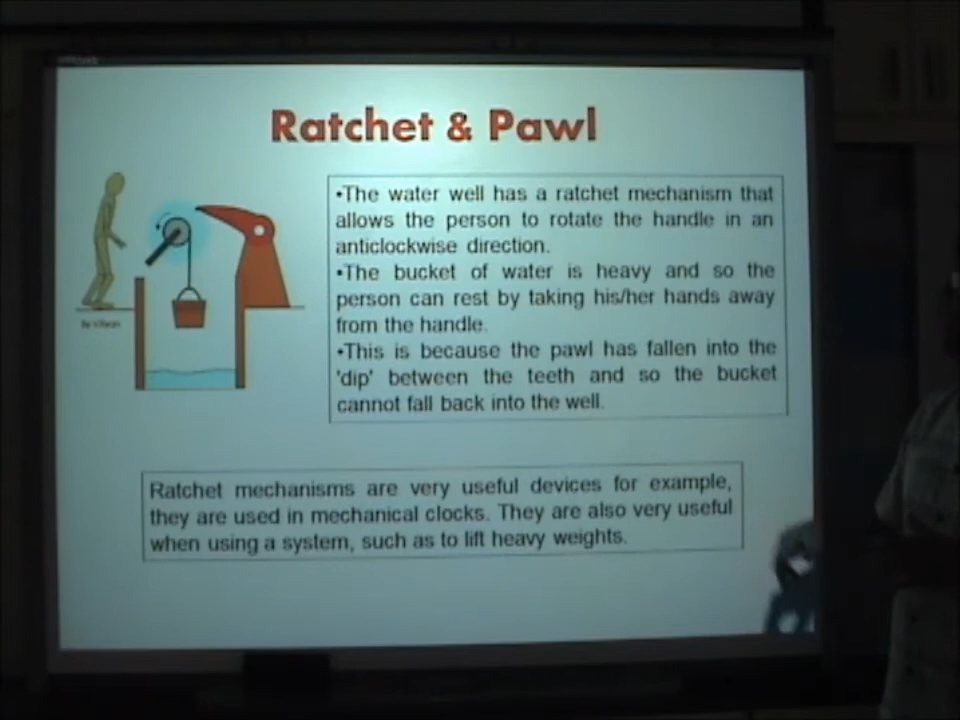 Ratchet & Pawl
•The water well has a ratchet mechanism that
allows the person to rotate the handle in an
anticlockwise direction.
•The bucket of water is heavy and so the
person can rest by taking his/her hands away
from the handle.
•This is because the pawl has fallen into the
'dip' between the teeth and so the bucket
cannot fall back into the well.
Ratchet mechanisms are very useful devices for example,
they are used in mechanical clocks. They are also very useful
when using a system, such as to lift heavy weights.